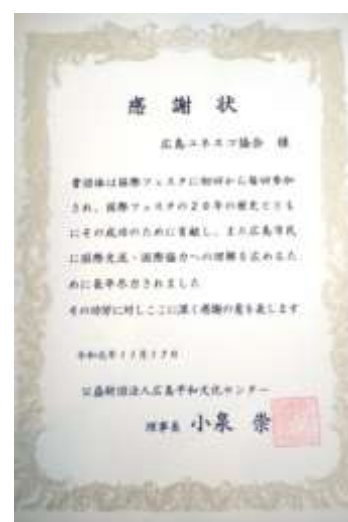 感謝状
広島ユネスコ協会 様
貴団体は国際フェスタに初回から毎回参加
され、国際フェスタの20年の歴史ととも
にその成功のために貢献し、また広島市民
に国際交流・国際協力への理解を広めるた
めに長年尽力されました
その功労に対しここに深く感謝の意を表します
令和元年11月17日
公益財団法人広島平和文化センター
理事長 小泉 崇